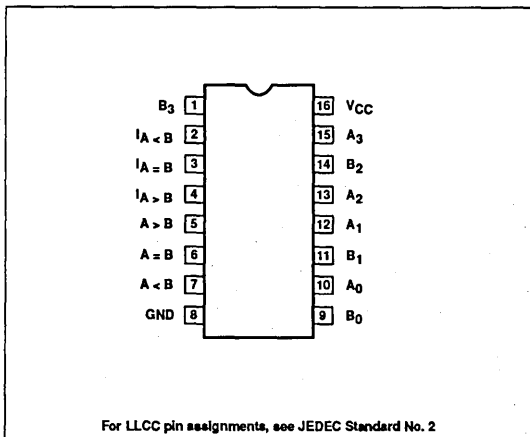 B3 1 16 VCC
IA < B 2 15 A3
IA = B 3 14 B2
IA > B 4 13 A2
A > B 5 12 A1
A = B 6 11 B1
A < B 7 10 A0
GND 8 9 B0
For LLCC pin assignments, see JEDEC Standard No. 2